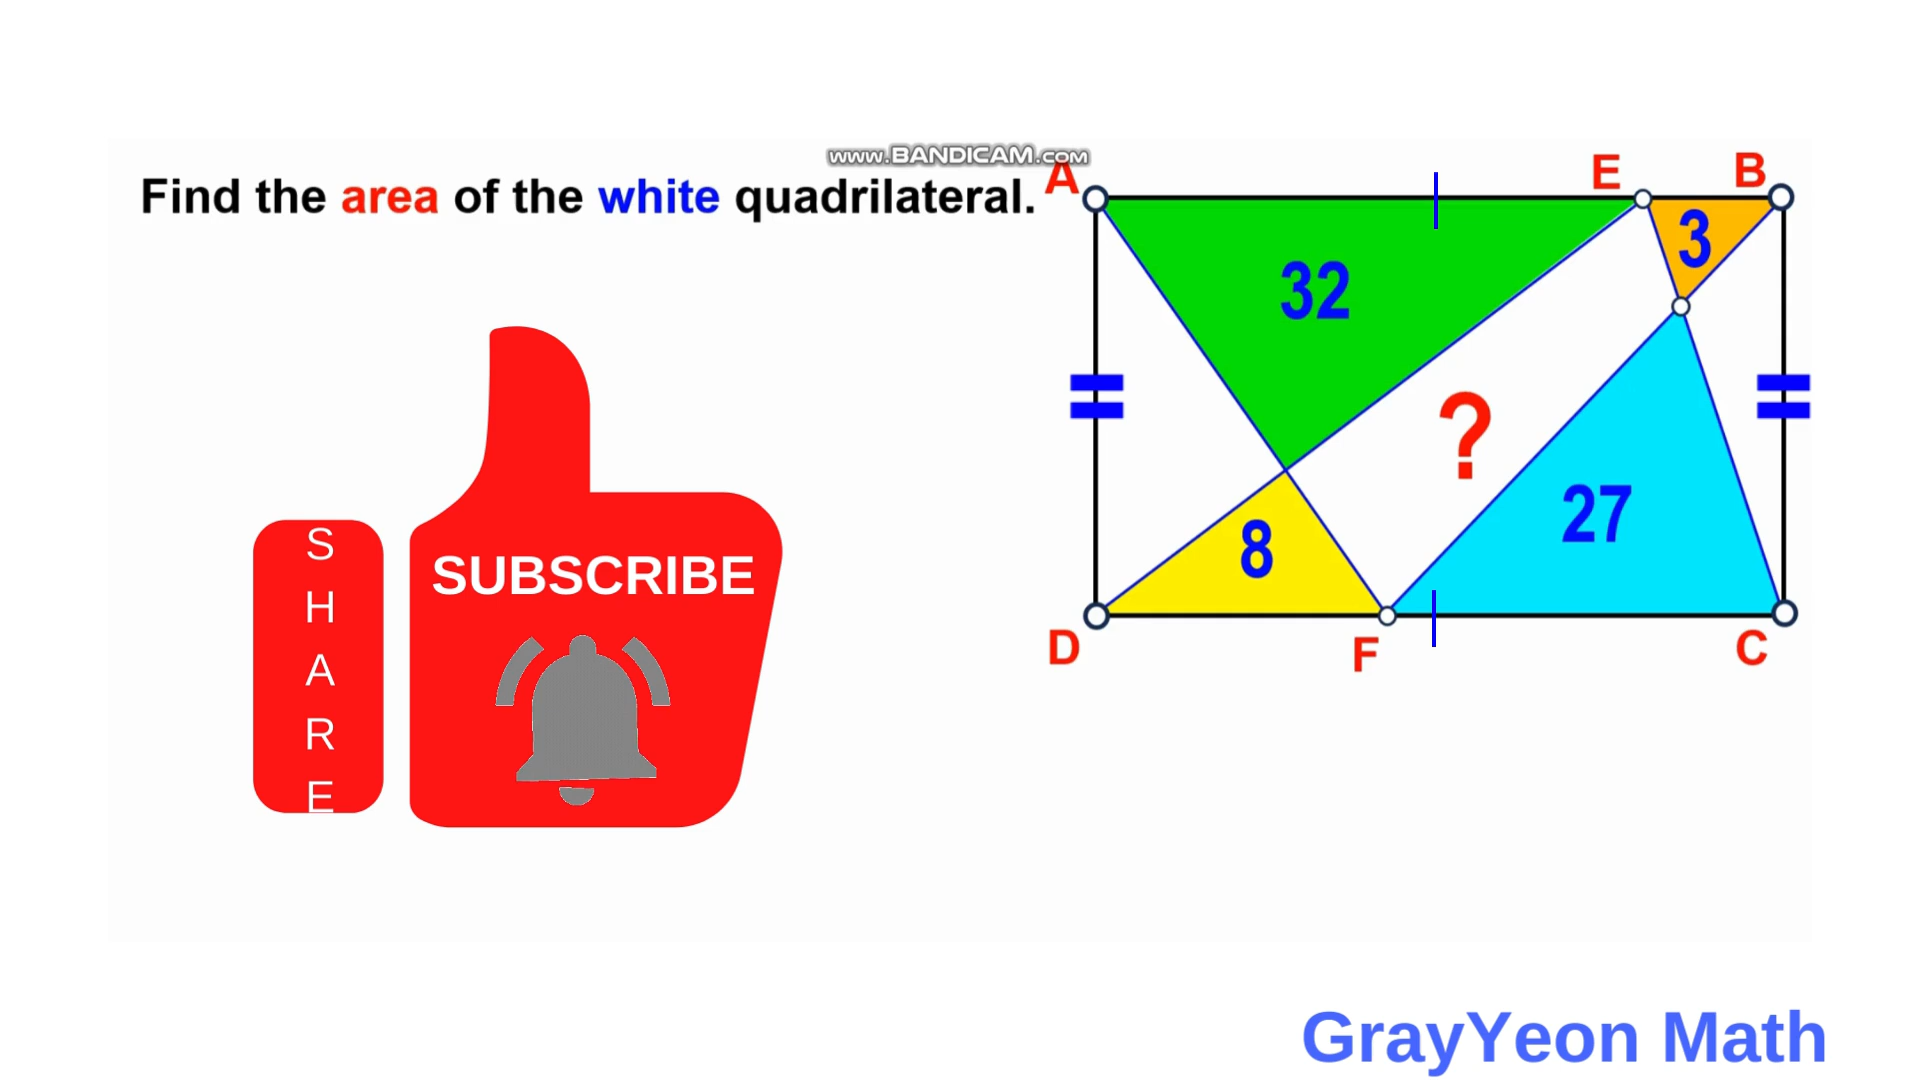 www.BANDICAM.com
Find the area of the white quadrilateral.
A
E
B
3
32
?
27
8
D
F
C
S
H
A
R
E
SUBSCRIBE
GrayYeon Math